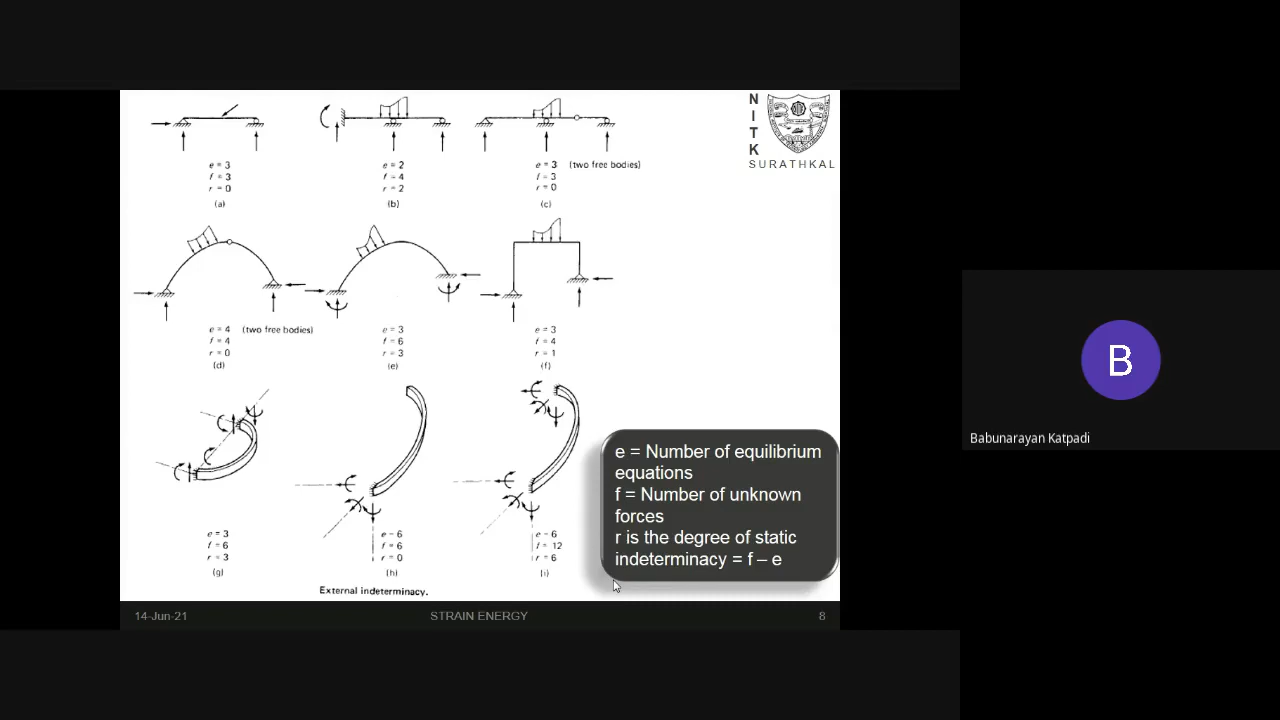 N
I
T
K
SURATHKAL
e = 3
f = 3
r = 0
(a)
e = 2
f = 4
r = 2
(b)
e = 3 (two free bodies)
f = 3
r = 0
(c)
e = 4 (two free bodies)
f = 4
r = 0
(d)
e = 3
f = 6
r = 3
(e)
e = 3
f = 4
r = 1
(f)
e = 3
f = 6
r = 3
(g)
e = 6
f = 6
r = 0
(h)
e = 6
f = 12
r = 6
(i)
External indeterminacy.
e = Number of equilibrium
equations
f = Number of unknown
forces
r is the degree of static
indeterminacy = f – e
14-Jun-21
STRAIN ENERGY
8
B
Babunarayan Katpadi